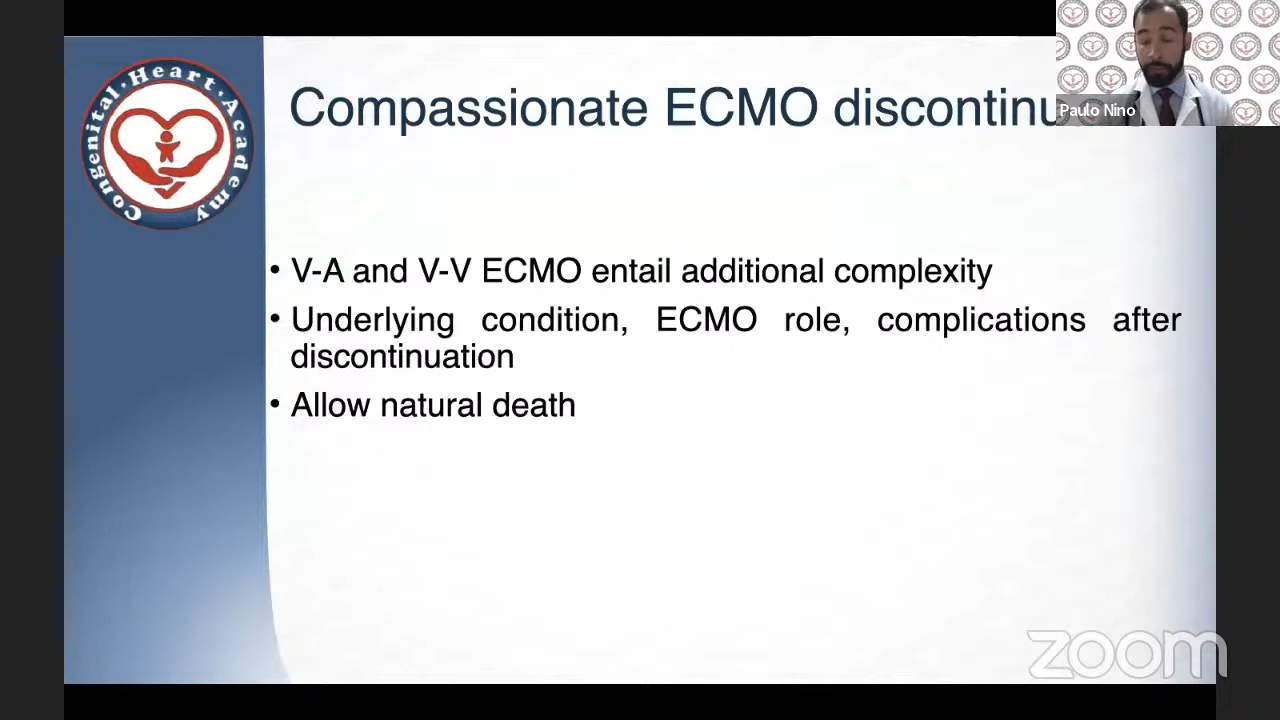 Congenital·Heart·Academy
Compassionate ECMO discontinu
Paulo Nino
• V-A and V-V ECMO entail additional complexity
• Underlying condition, ECMO role, complications after
discontinuation
• Allow natural death
zoom